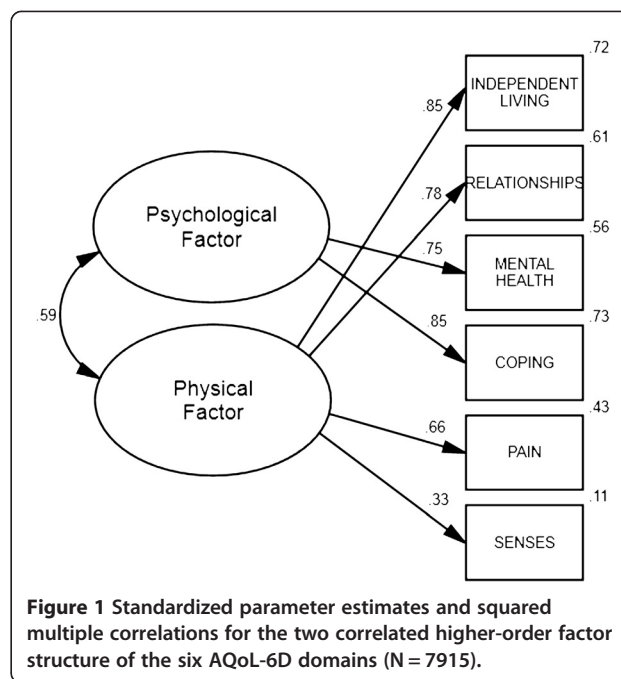 .72
INDEPENDENT
LIVING
.85
.61
RELATIONSHIPS
.78
Psychological
Factor
.56
.75
MENTAL
HEALTH
.59
.85
.73
COPING
Physical
Factor
.43
.66
PAIN
.33
.11
SENSES
Figure 1 Standardized parameter estimates and squared
multiple correlations for the two correlated higher-order factor
structure of the six AQoL-6D domains (N = 7915).